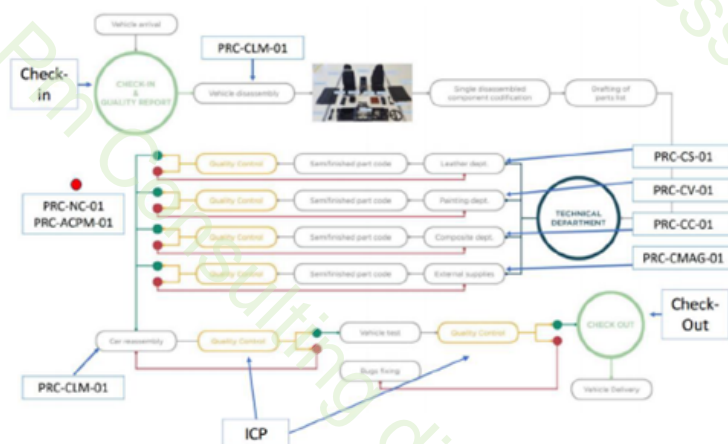 Vehicle arrival
PRC-CLM-01
Check-
in
CHECK-IN
&
QUALITY REPORT
Vehicle disassembly
Single disassembled
component codification
Drafting of
parts list
PRC-NC-01
PRC-ACPM-01
Quality Control
Semifinished part code
Leather dept.
PRC-CS-01
Quality Control
Semifinished part code
Painting dept.
PRC-CV-01
TECHNICAL
DEPARTMENT
Quality Control
Semifinished part code
Composite dept.
PRC-CC-01
Quality Control
Semifinished part code
External supplies
PRC-CMAG-01
Check-
Out
Car reassembly
Quality Control
Vehicle test
Quality Control
CHECK OUT
Bugs fixing
Vehicle Delivery
PRC-CLM-01
ICP
Pm Consulting di